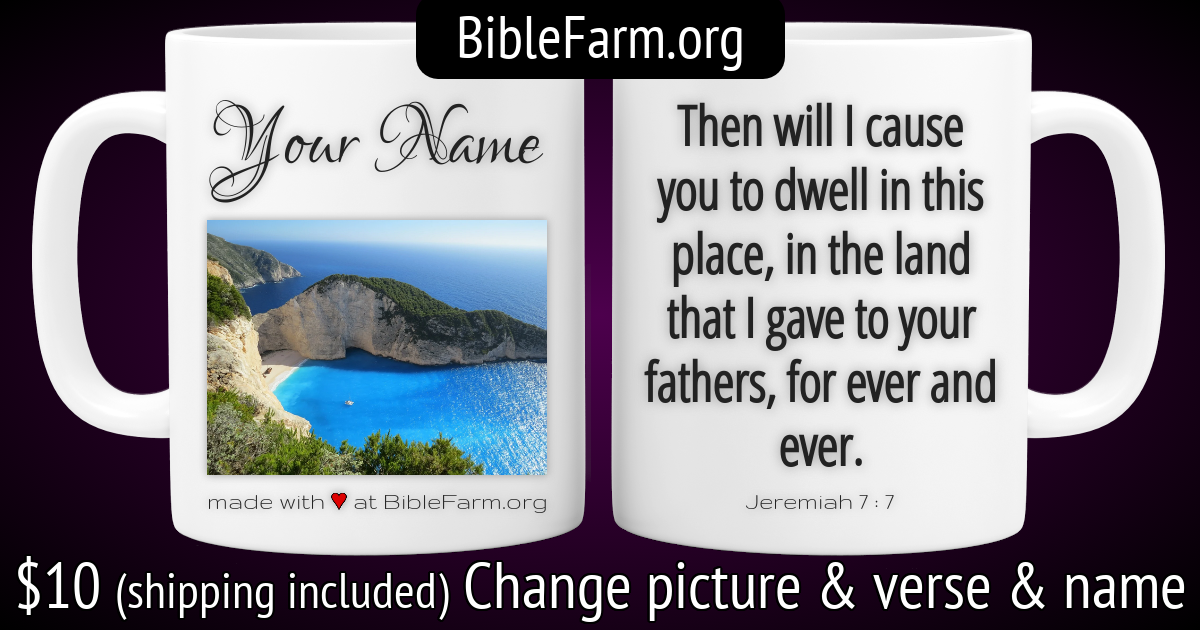 BibleFarm.org
Your Name
made with ♥ at BibleFarm.org
Then will I cause
you to dwell in this
place, in the land
that I gave to your
fathers, for ever and
ever.
Jeremiah 7 : 7
$10 (shipping included) Change picture & verse & name